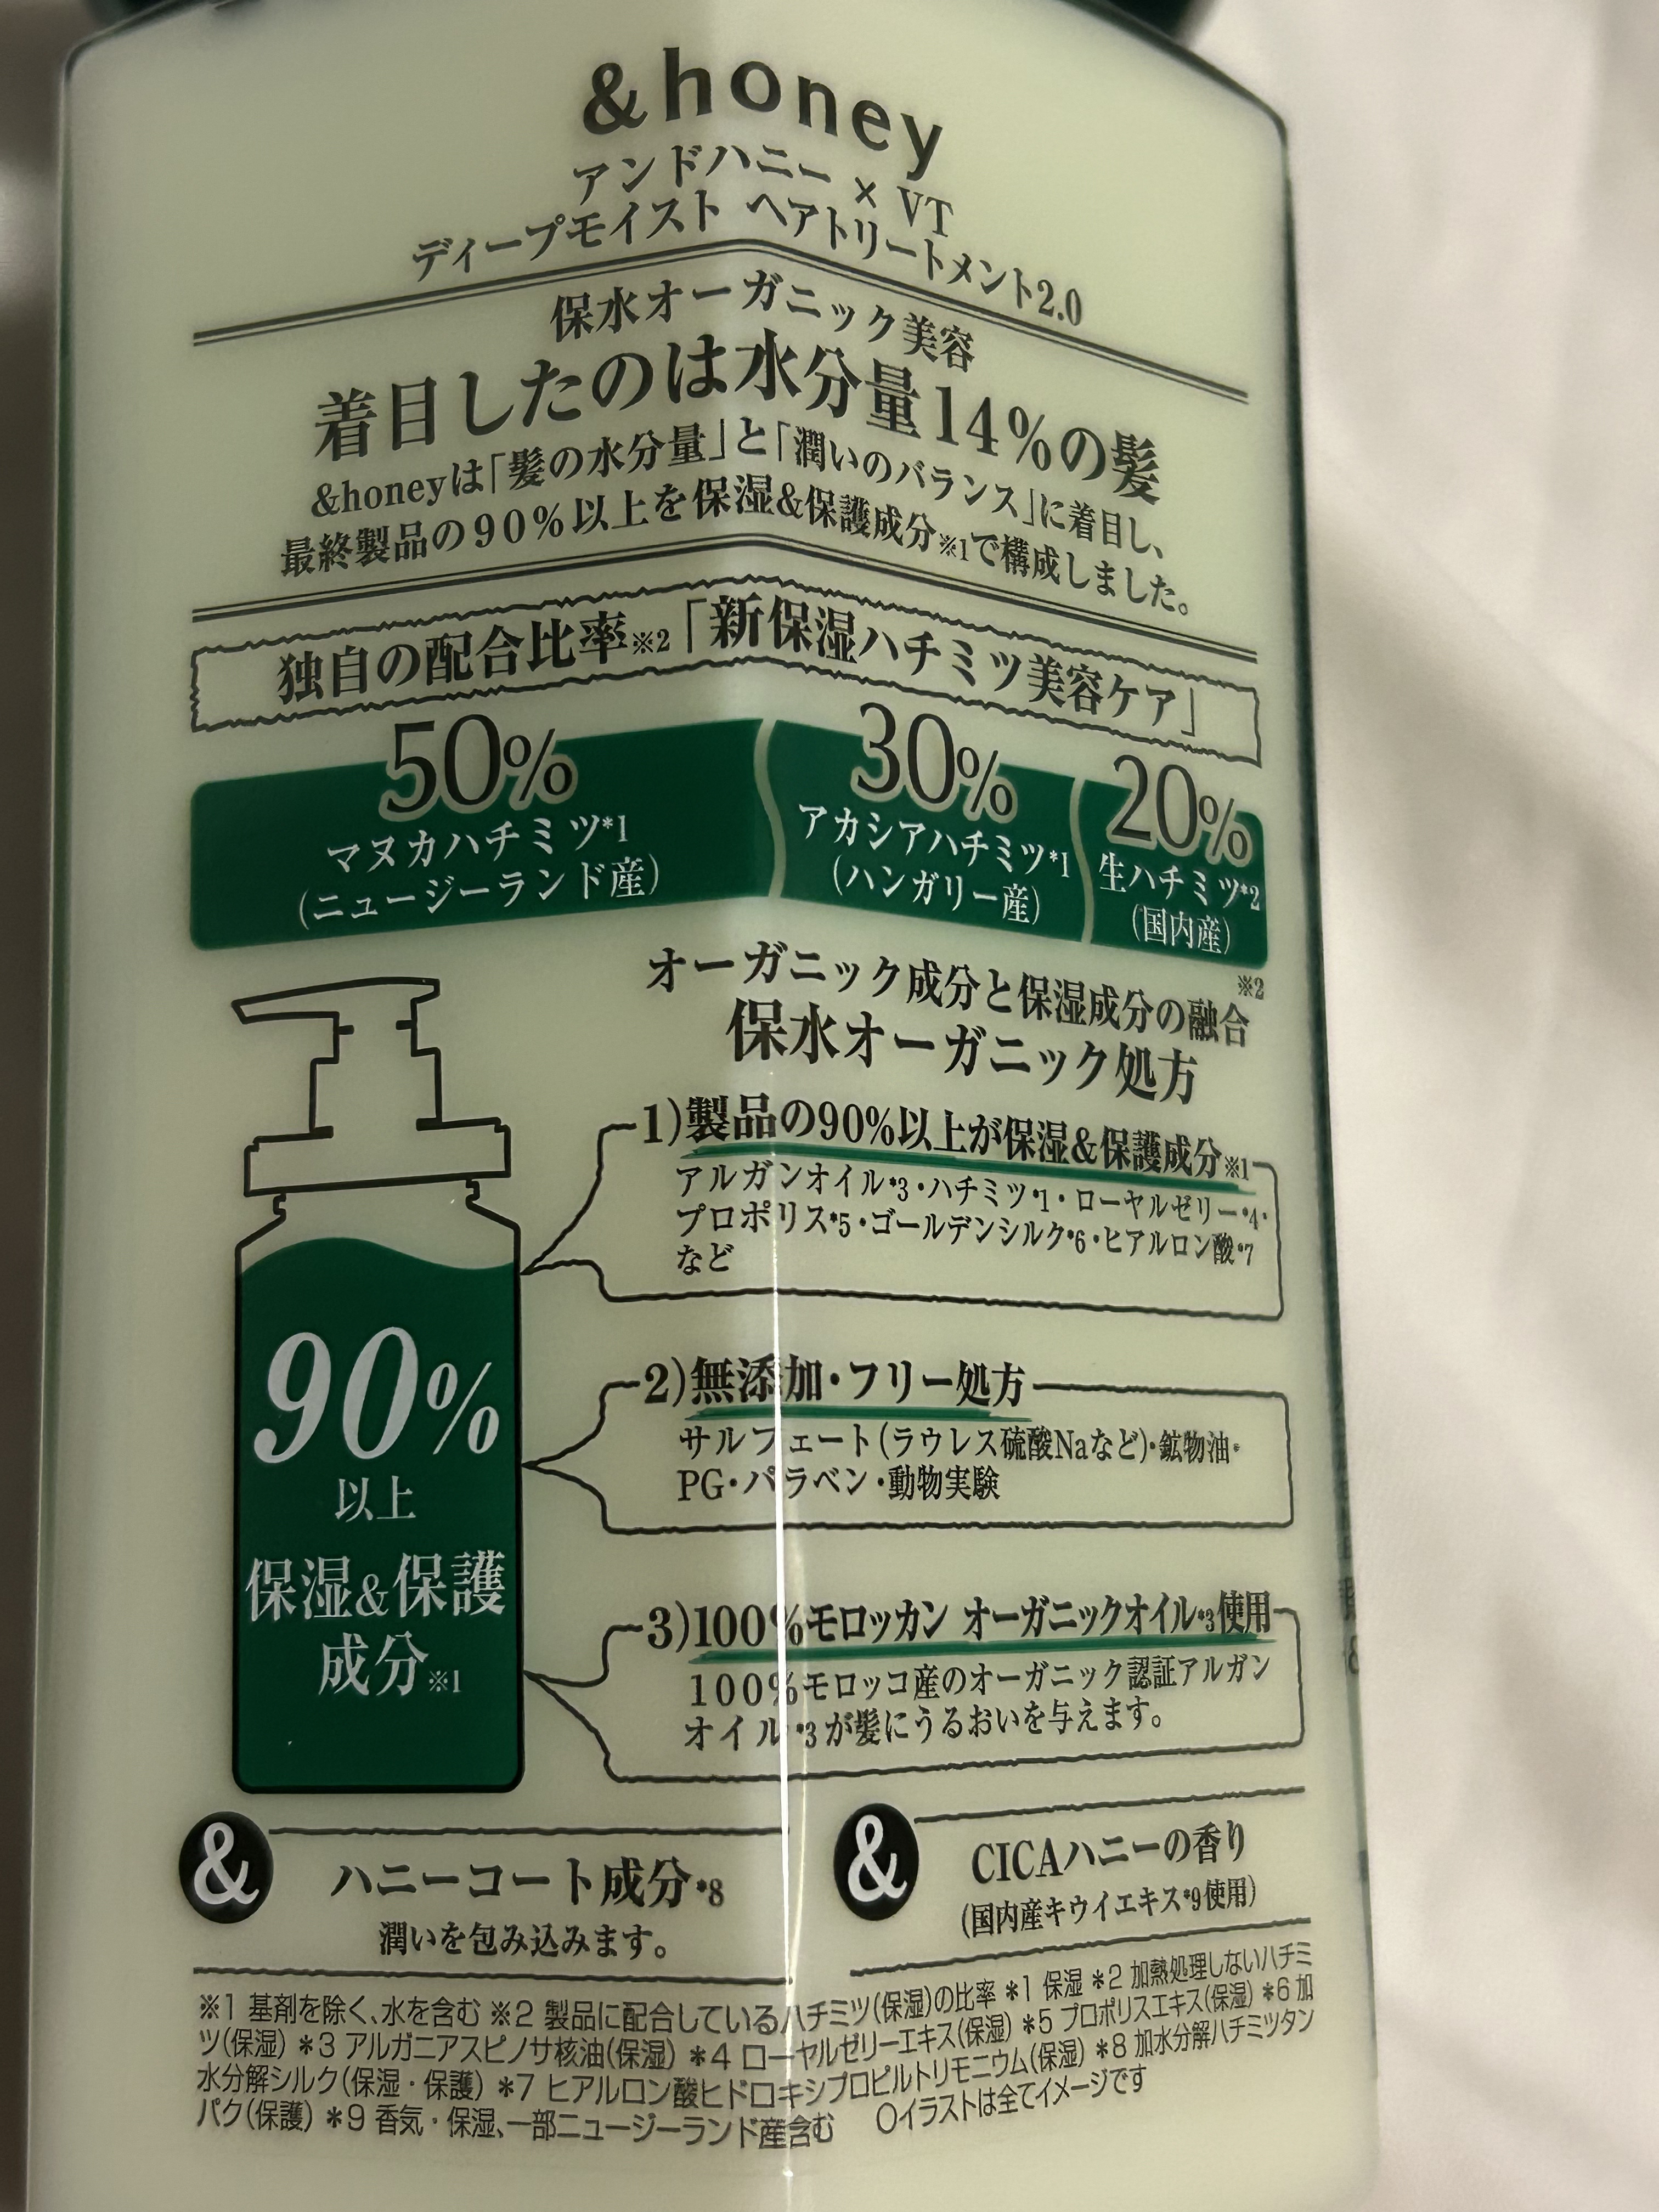 &honey
アンドハニー × VT
ディープモイスト ヘアトリートメント2.0
保水オーガニック美容
着目したのは水分量14%の髪
&honeyは「髪の水分量」と「潤いのバランス」に着目し、
最終製品の90%以上を保湿&保護成分※1で構成しました。
独自の配合比率※2「新保湿ハチミツ美容ケア」
50%
マヌカハチミツ*1
(ニュージーランド産)
30%
アカシアハチミツ*1
(ハンガリー産)
20%
生ハチミツ*2
(国内産)
オーガニック成分と保湿成分の融合※2
保水オーガニック処方
1)製品の90%以上が保湿&保護成分※1
アルガンオイル*3・ハチミツ*1・ローヤルゼリー*4・
プロポリス*5・ゴールデンシルク*6・ヒアルロン酸*7
など
2)無添加・フリー処方
サルフェート(ラウレス硫酸Naなど)・鉱物油・
PG・パラベン・動物実験
3)100%モロッカン オーガニックオイル*3使用
100%モロッコ産のオーガニック認証アルガン
オイル*3が髪にうるおいを与えます。
90%
以上
保湿&保護
成分※1
&
ハニーコート成分*8
潤いを包み込みます。
&
CICAハニーの香り
(国内産キウイエキス*9使用)
※1 基剤を除く、水を含む ※2 製品に配合しているハチミツ(保湿)の比率 *1 保湿 *2 加熱処理しないハチミ
ツ(保湿) *3 アルガニアスピノサ核油(保湿) *4 ローヤルゼリーエキス(保湿) *5 プロポリスエキス(保湿) *6 加
水分解シルク(保湿・保護) *7 ヒアルロン酸ヒドロキシプロピルトリモニウム(保湿) *8 加水分解ハチミツタン
パク(保護) *9 香気・保湿、一部ニュージーランド産含む ○イラストは全てイメージです